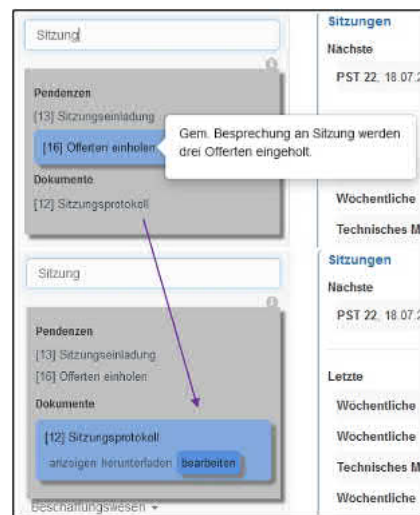 Sitzung
Pendenzen
[13] Sitzungseinladung
[16] Offerten einholen
Gem. Besprechung an Sitzung werden
drei Offerten eingeholt.
Dokumente
[12] Sitzungsprotokoll
Sitzungen
Nächste
PST 22, 18.07.2
Wöchentliche
Technisches M
Sitzung
Pendenzen
[13] Sitzungseinladung
[16] Offerten einholen
Dokumente
[12] Sitzungsprotokoll
anzeigen herunterladen bearbeiten
Beschaffungswesen
Sitzungen
Nächste
PST 22, 18.07.2
Letzte
Wöchentliche
Wöchentliche
Technisches M
Wöchentliche